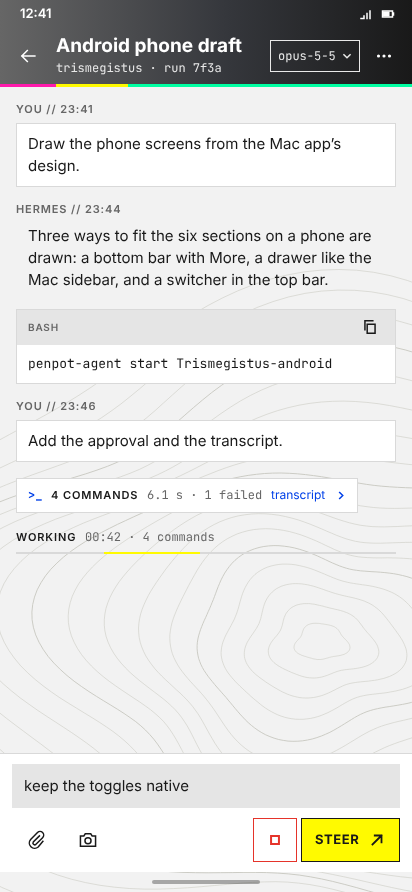 12:41
Android phone draft
trismegistus · run 7f3a
opus-5-5
YOU // 23:41
Draw the phone screens from the Mac app’s
design.
HERMES // 23:44
Three ways to fit the six sections on a phone are
drawn: a bottom bar with More, a drawer like the
Mac sidebar, and a switcher in the top bar.
BASH
penpot-agent start Trismegistus-android
YOU // 23:46
Add the approval and the transcript.
>_ 4 COMMANDS 6.1 s · 1 failed transcript
WORKING 00:42 · 4 commands
keep the toggles native
STEER